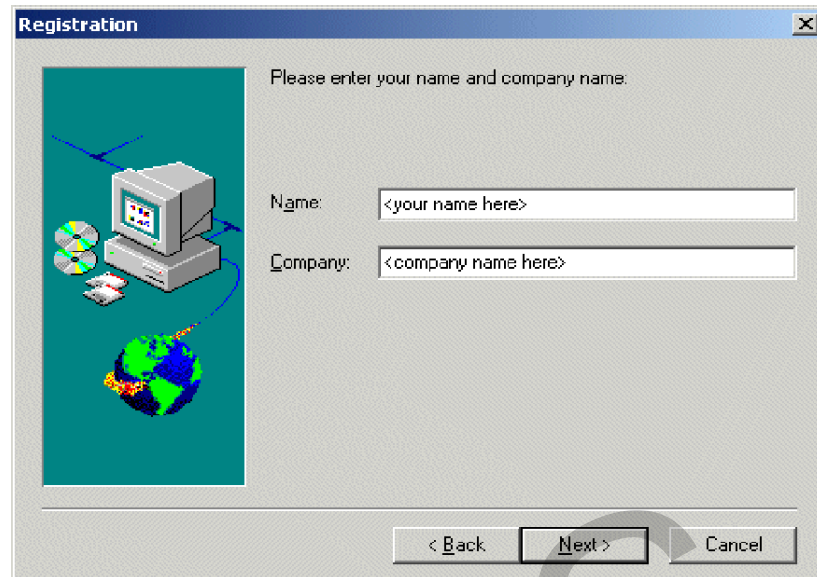 Registration
Please enter your name and company name:
Name: <your name here>
Company: <company name here>
< Back Next > Cancel